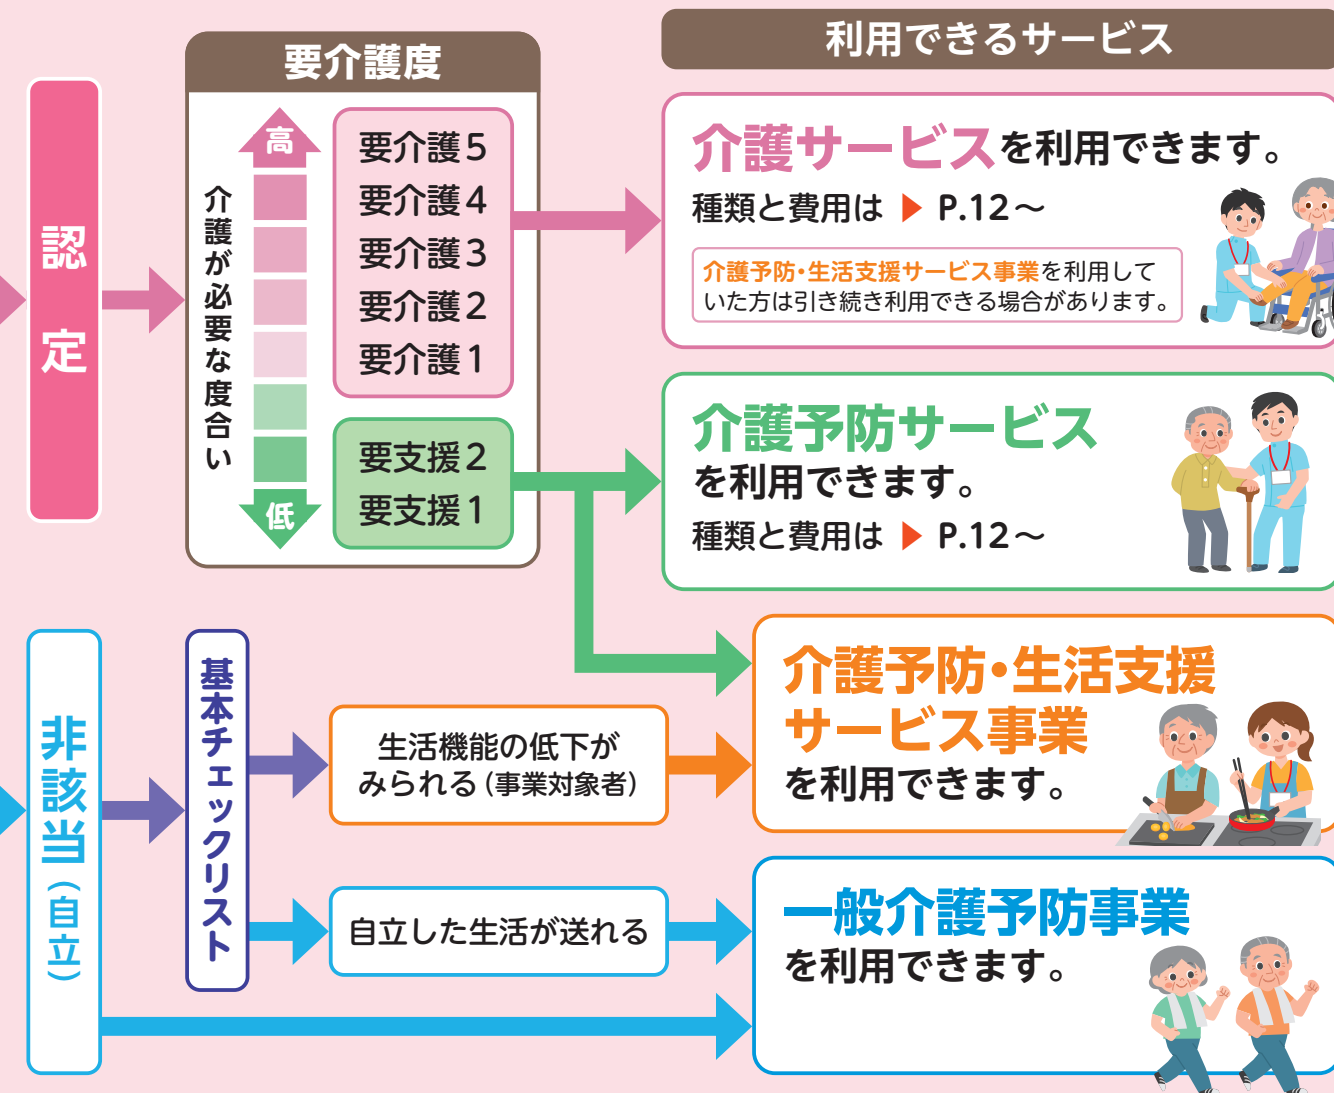 認定
要介護度
介護が必要な度合い
高
低
要介護5
要介護4
要介護3
要介護2
要介護1
要支援2
要支援1
利用できるサービス
介護サービスを利用できます。
種類と費用は ▶ P.12～
介護予防・生活支援サービス事業を利用して
いた方は引き続き利用できる場合があります。
介護予防サービス
を利用できます。
種類と費用は ▶ P.12～
非該当（自立）
基本チェックリスト
生活機能の低下が
みられる（事業対象者）
自立した生活が送れる
介護予防・生活支援
サービス事業
を利用できます。
一般介護予防事業
を利用できます。